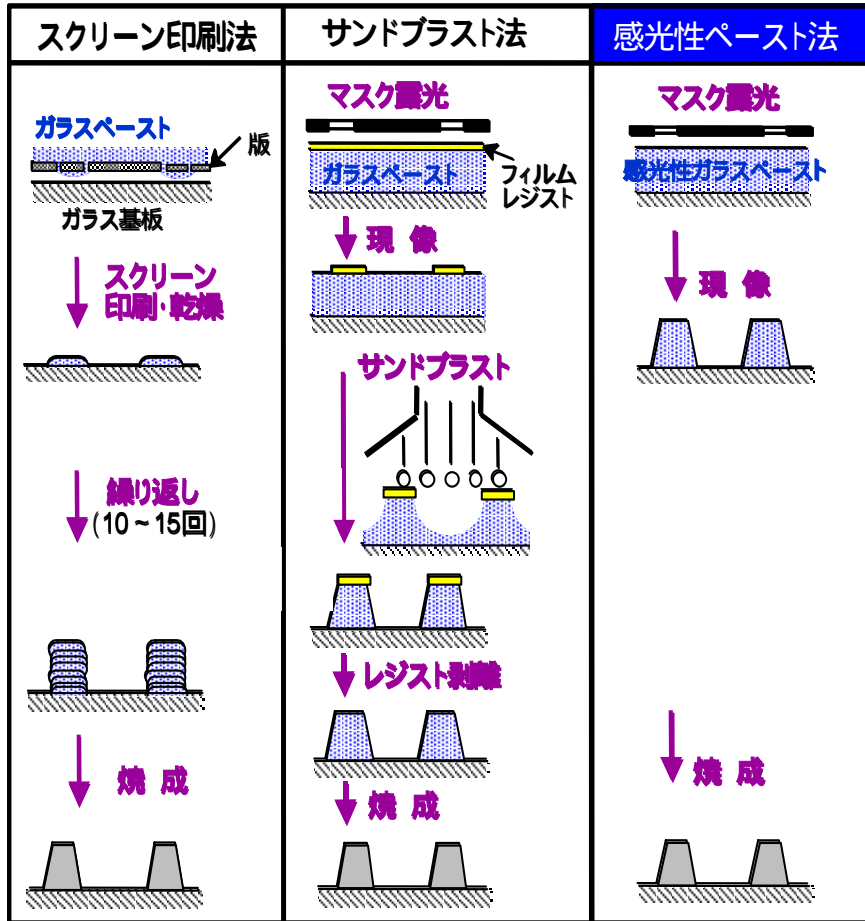 スクリーン印刷法
ガラスペースト
版
ガラス基板
スクリーン
印刷・乾燥
繰り返し
(10~15回)
焼 成
サンドブラスト法
マスク露光
ガラスペースト
フィルム
レジスト
現 像
サンドブラスト
レジスト剥離
焼 成
感光性ペースト法
マスク露光
感光性ガラスペースト
現 像
焼 成